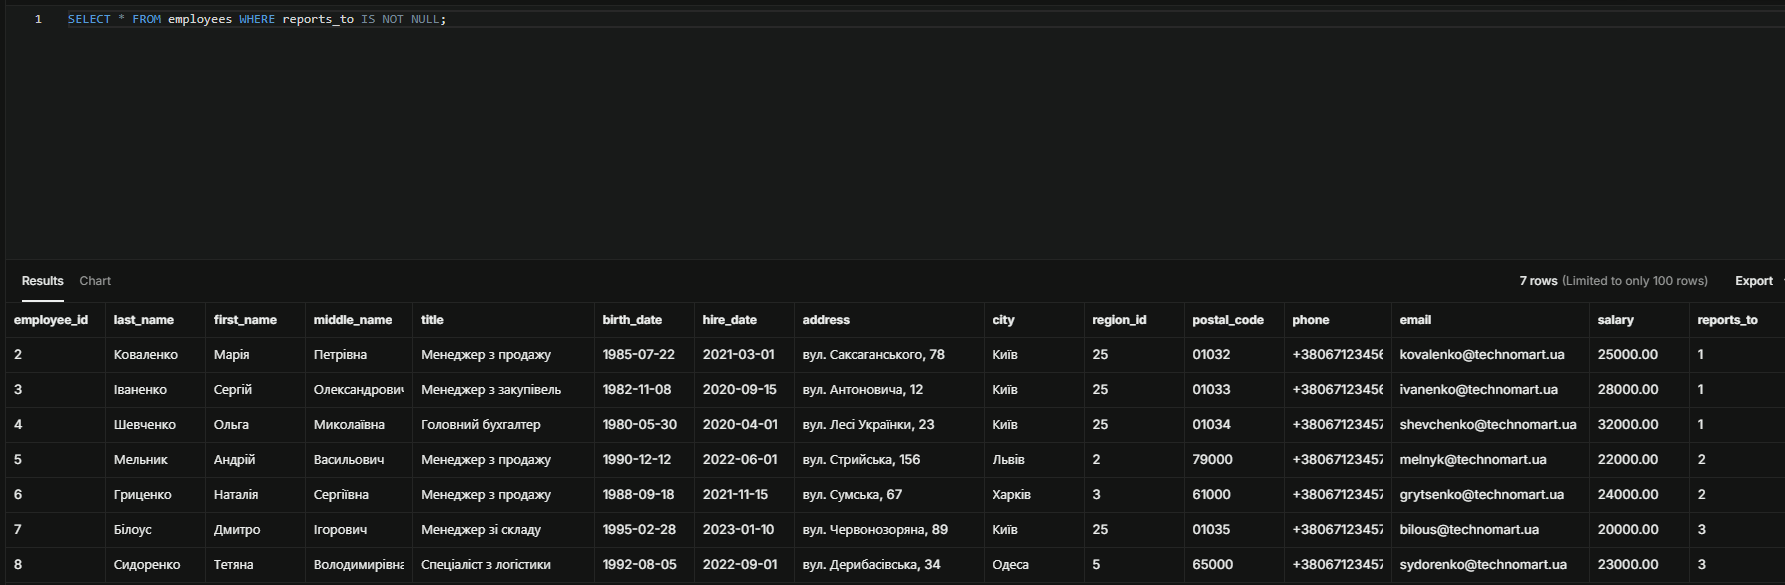 1 SELECT * FROM employees WHERE reports_to IS NOT NULL;
Results Chart 7 rows (Limited to only 100 rows) Export
employee_id last_name first_name middle_name title birth_date hire_date address city region_id postal_code phone email salary reports_to
2 Коваленко Марія Петрівна Менеджер з продажу 1985-07-22 2021-03-01 вул. Саксаганського, 78 Київ 25 01032 +38067123456 kovalenko@technomart.ua 25000.00 1
3 Іваненко Сергій Олександрович Менеджер з закупівель 1982-11-08 2020-09-15 вул. Антоновича, 12 Київ 25 01033 +38067123456 ivanenko@technomart.ua 28000.00 1
4 Шевченко Ольга Миколаївна Головний бухгалтер 1980-05-30 2020-04-01 вул. Лесі Українки, 23 Київ 25 01034 +38067123457 shevchenko@technomart.ua 32000.00 1
5 Мельник Андрій Васильович Менеджер з продажу 1990-12-12 2022-06-01 вул. Стрийська, 156 Львів 2 79000 +38067123457 melnyk@technomart.ua 22000.00 2
6 Гриценко Наталія Сергіївна Менеджер з продажу 1988-09-18 2021-11-15 вул. Сумська, 67 Харків 3 61000 +38067123457 grytsenko@technomart.ua 24000.00 2
7 Білоус Дмитро Ігорович Менеджер зі складу 1995-02-28 2023-01-10 вул. Червонозоряна, 89 Київ 25 01035 +38067123457 bilous@technomart.ua 20000.00 3
8 Сидоренко Тетяна Володимирівна Спеціаліст з логістики 1992-08-05 2022-09-01 вул. Дерибасівська, 34 Одеса 5 65000 +38067123457 sydorenko@technomart.ua 23000.00 3